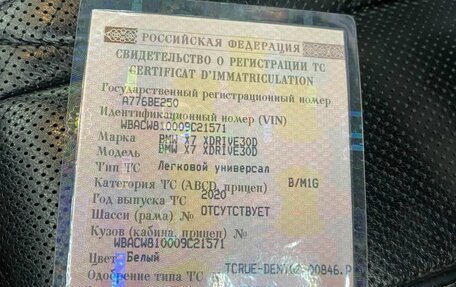 РОССИЙСКАЯ ФЕДЕРАЦИЯ
СВИДЕТЕЛЬСТВО О РЕГИСТРАЦИИ ТС
CERTIFICAT D'IMMATRICULATION
Государственный регистрационный номер
А776ВЕ250
Идентификационный номер (VIN)
WBACW810009C21571
Марка BMW X7 XDRIVE30D
Модель BMW X7 XDRIVE30D
Тип ТС Легковой универсал
Категория ТС (ABCD, прицеп) B/M1G
Год выпуска ТС 2020
Шасси (рама) № ОТСУТСТВУЕТ
Кузов (кабина, прицеп) №
WBACW810009C21571
Цвет Белый
Одобрение типа ТС